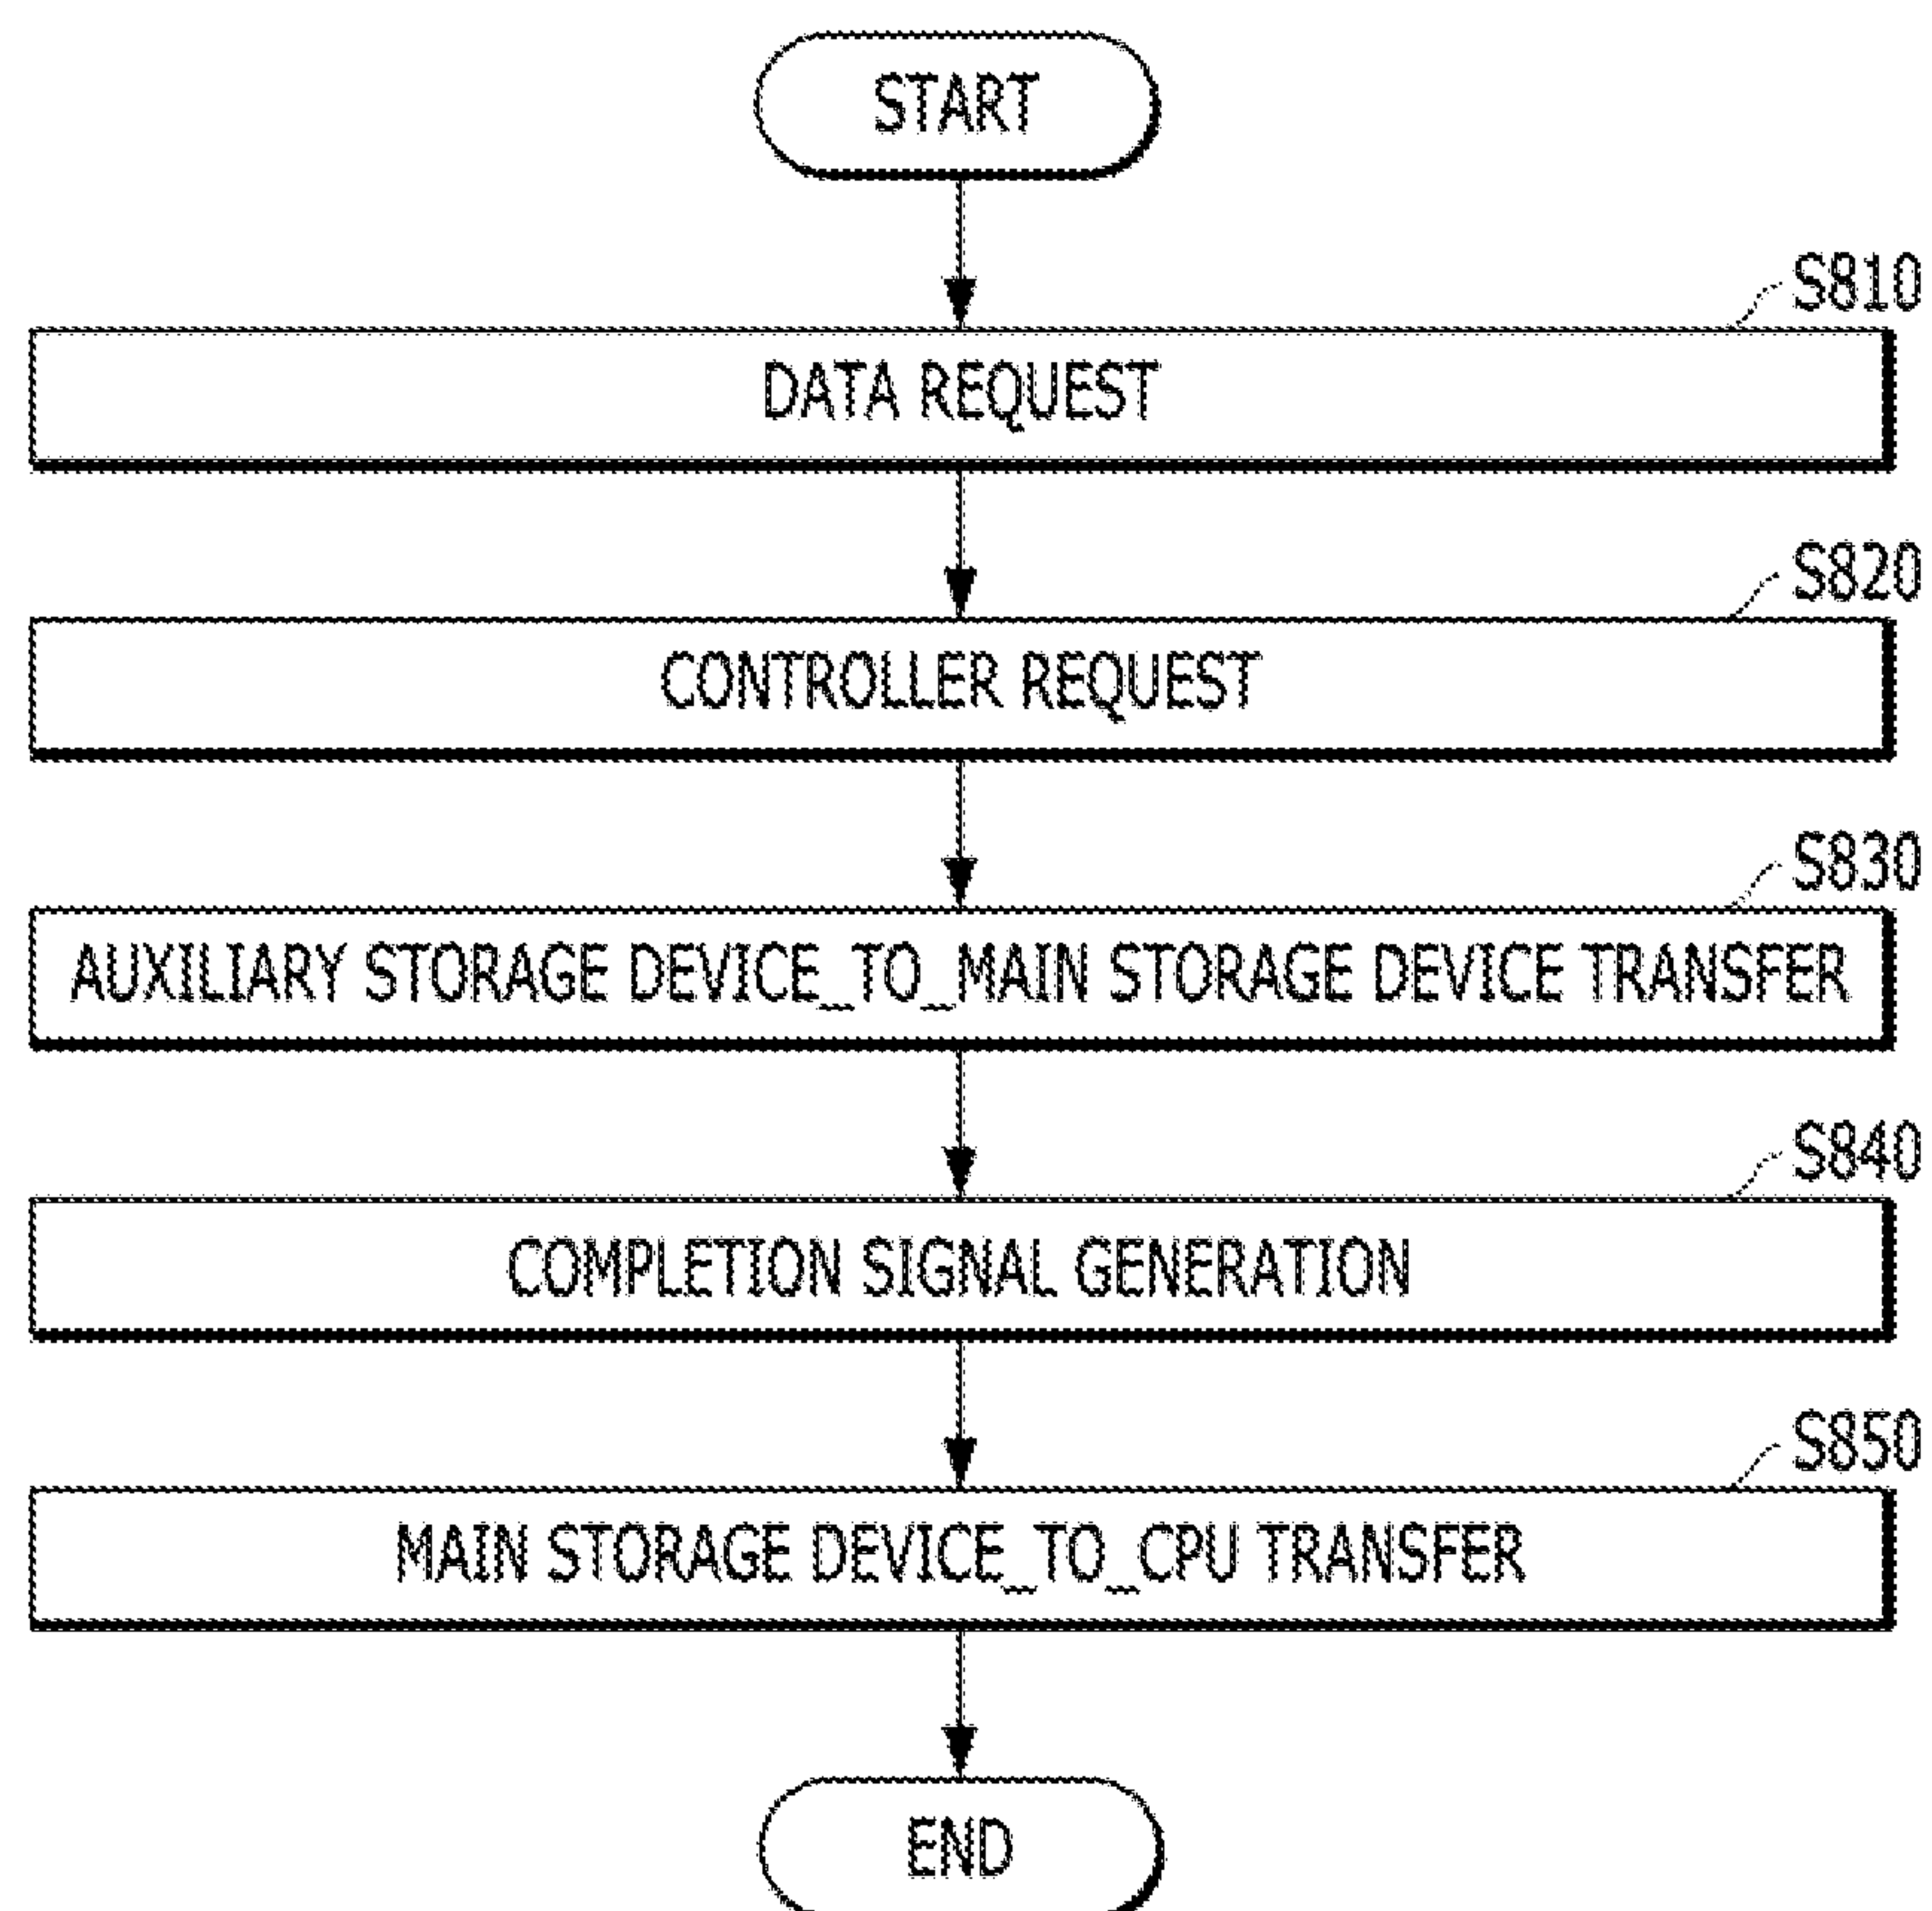 START
S810
DATA REQUEST
S820
CONTROLLER REQUEST
S830
AUXILIARY STORAGE DEVICE_TO_MAIN STORAGE DEVICE TRANSFER
S840
COMPLETION SIGNAL GENERATION
S850
MAIN STORAGE DEVICE_TO_CPU TRANSFER
END